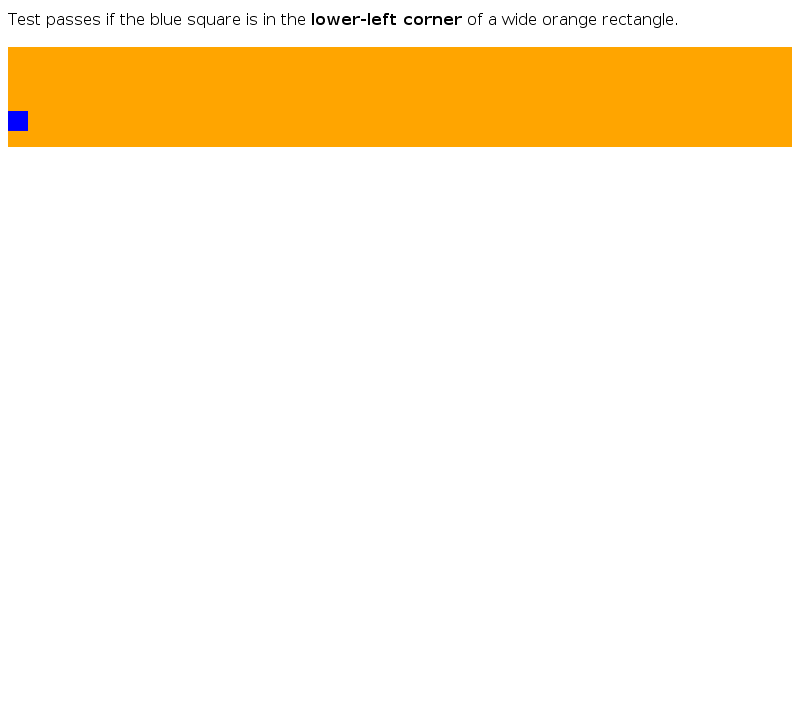 Test passes if the blue square is in the lower-left corner of a wide orange rectangle.